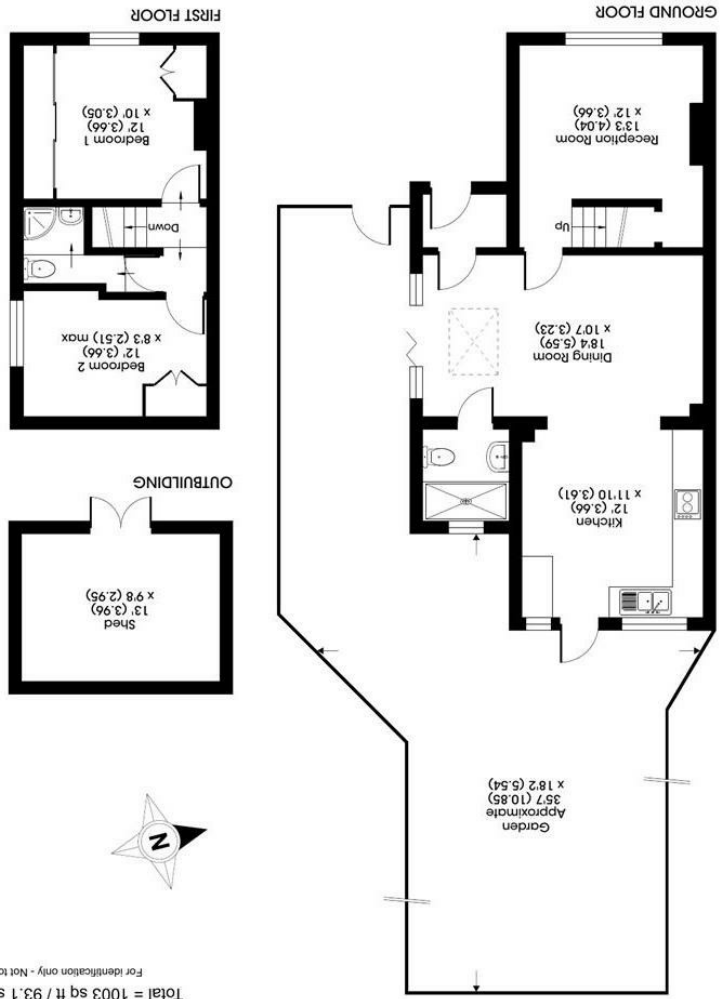 Total = 1003 sq ft / 93.1 s
For identification only - Not to
N
Garden
Approximate
35'7 (10.85)
x 18'2 (5.54)
Shed
13' (3.96)
x 9'8 (2.95)
OUTBUILDING
Kitchen
12' (3.66)
x 11'10 (3.61)
Dining Room
18'4 (5.59)
x 10'7 (3.23)
Up
Reception Room
13'3 (4.04)
x 12' (3.66)
GROUND FLOOR
Bedroom 2
12' (3.66)
x 8'3 (2.51) max
Down
Bedroom 1
12' (3.66)
x 10' (3.05)
FIRST FLOOR